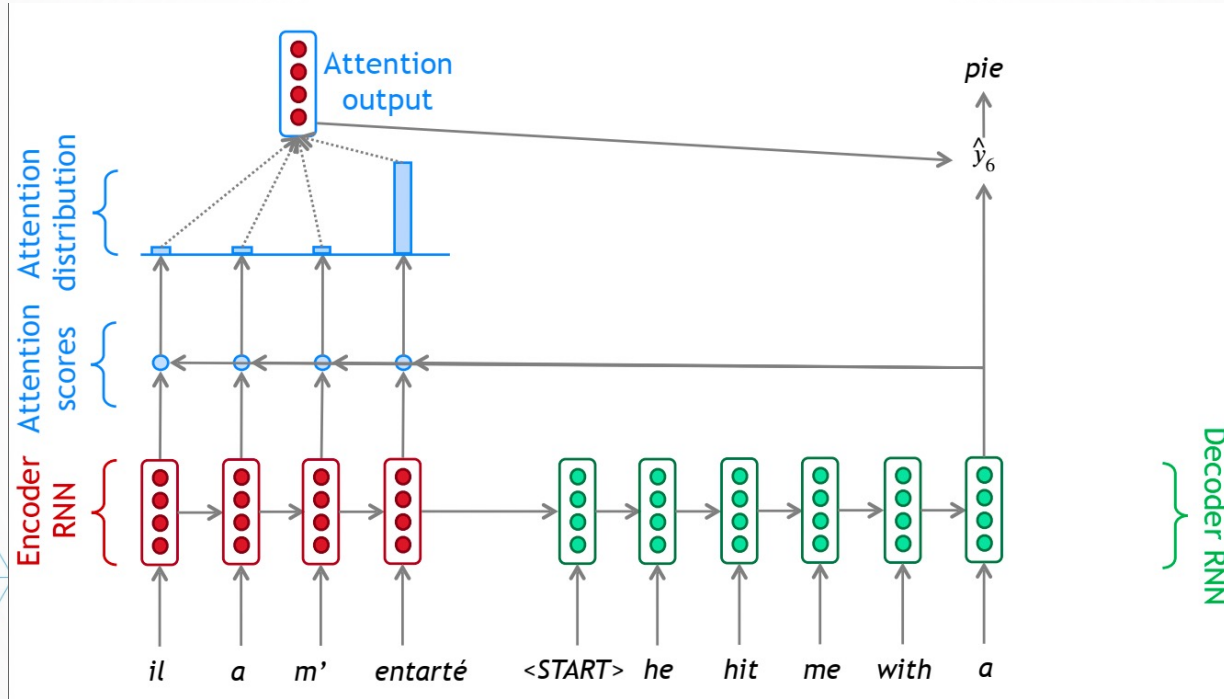 Attention
output
pie
ŷ₆
Attention
distribution
Attention
scores
Encoder
RNN
Decoder RNN
il a m’ entarté <START> he hit me with a